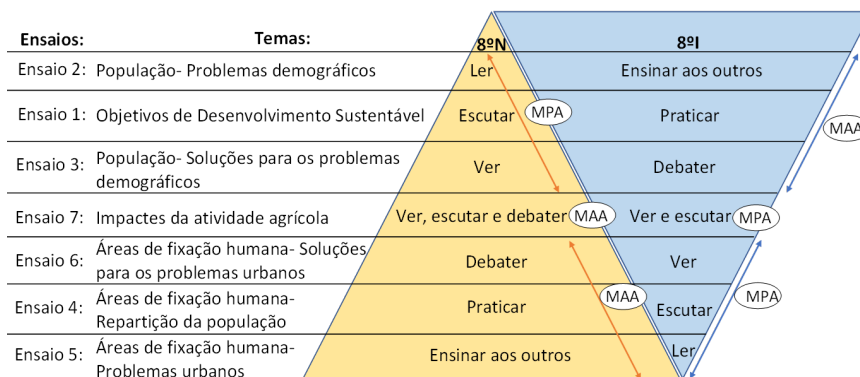 Ensaios: Temas: 8ºN 8ºI
Ensaio 2: População- Problemas demográficos Ler Ensinar aos outros
Ensaio 1: Objetivos de Desenvolvimento Sustentável Escutar MPA Praticar MAA
Ensaio 3: População- Soluções para os problemas
demográficos Ver Debater
Ensaio 7: Impactes da atividade agrícola Ver, escutar e debater MAA Ver e escutar MPA
Ensaio 6: Áreas de fixação humana- Soluções
para os problemas urbanos Debater Ver
Ensaio 4: Áreas de fixação humana-
Repartição da população Praticar MAA Escutar MPA
Ensaio 5: Áreas de fixação humana-
Problemas urbanos Ensinar aos outros Ler